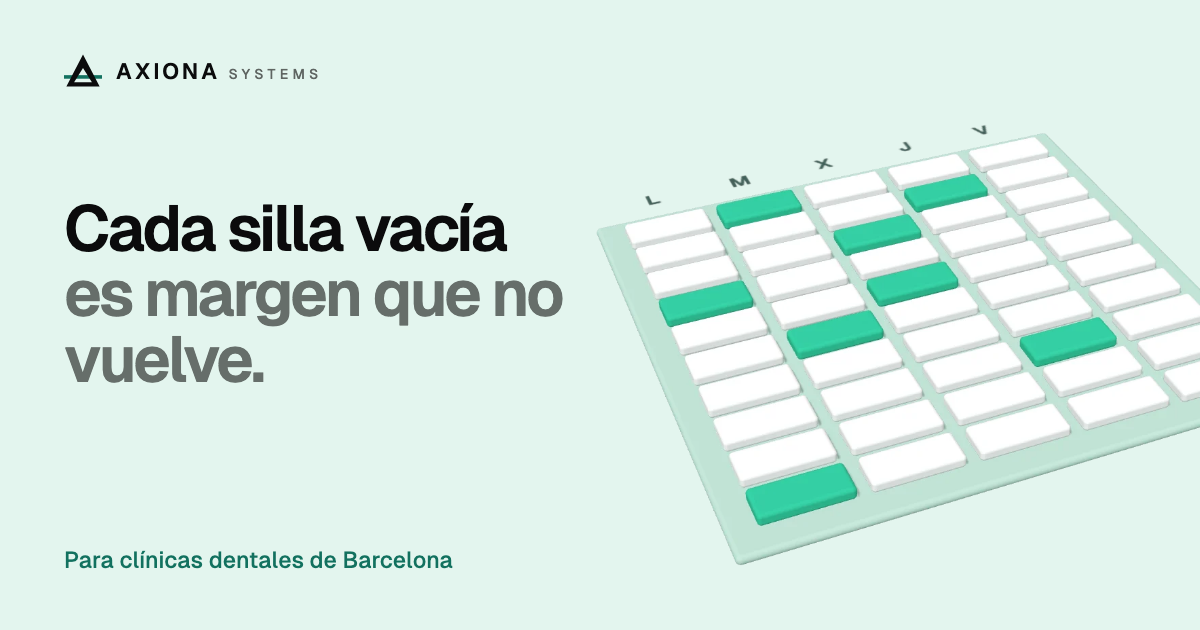 AXIONA SYSTEMS
Cada silla vacía
es margen que no
vuelve.
L M X J V
Para clínicas dentales de Barcelona